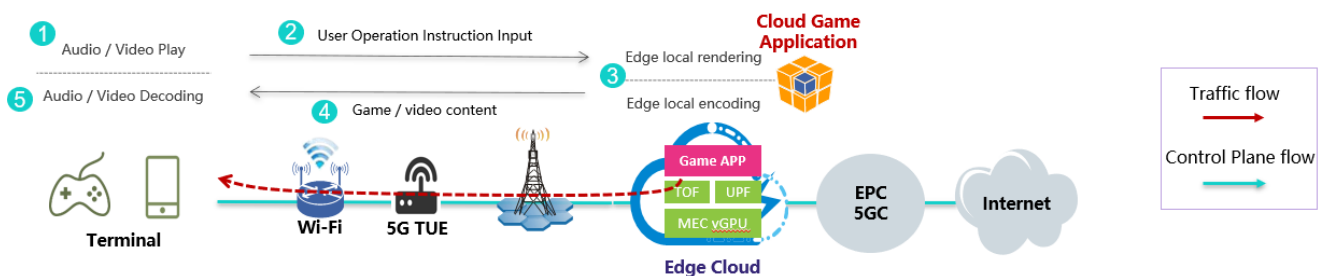 1
Audio / Video Play
2
User Operation Instruction Input
Cloud Game
Application
Edge local rendering
3
5
Audio / Video Decoding
4
Game / video content
Edge local encoding
Traffic flow
Control Plane flow
Game APP
TOF
UPF
MEC vGPU
EPC
5GC
Internet
Terminal
Wi-Fi
5G TUE
Edge Cloud